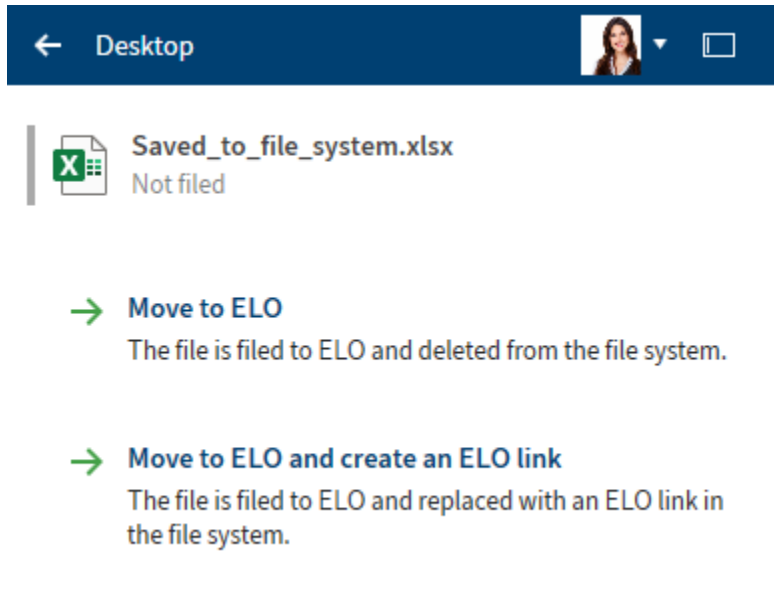 Desktop
Saved_to_file_system.xlsx
Not filed
Move to ELO
The file is filed to ELO and deleted from the file system.
Move to ELO and create an ELO link
The file is filed to ELO and replaced with an ELO link in
the file system.